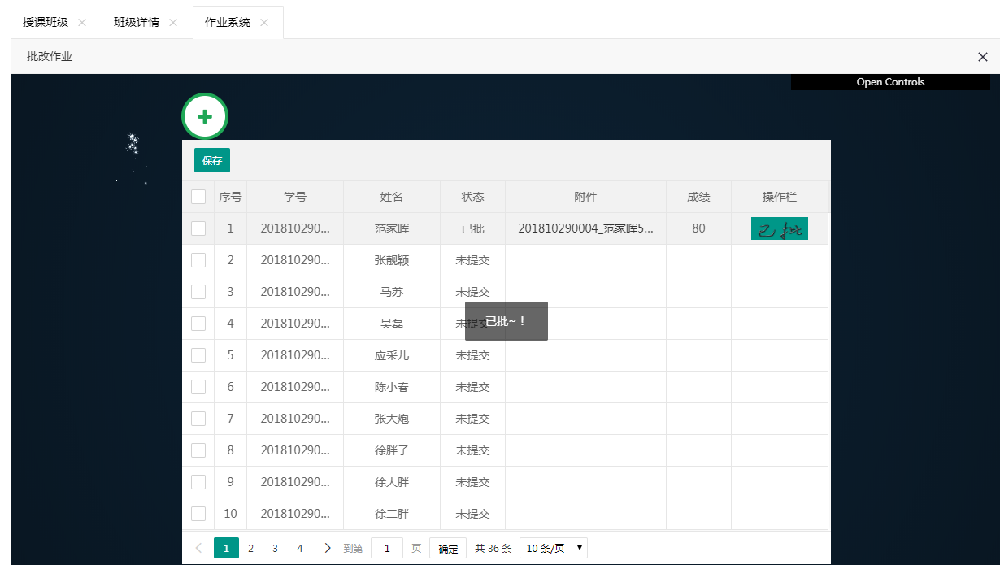 授课班级 班级详情 作业系统
批改作业
Open Controls
保存
序号 学号 姓名 状态 附件 成绩 操作栏
1 201810290... 范家晖 已批 201810290004_范家晖5... 80 已批
2 201810290... 张靓颖 未提交
3 201810290... 马苏 未提交
4 201810290... 吴磊 未提交
已批~！
5 201810290... 应采儿 未提交
6 201810290... 陈小春 未提交
7 201810290... 张大炮 未提交
8 201810290... 徐胖子 未提交
9 201810290... 徐大胖 未提交
10 201810290... 徐二胖 未提交
1 2 3 4 到第 1 页 确定 共 36 条 10 条/页